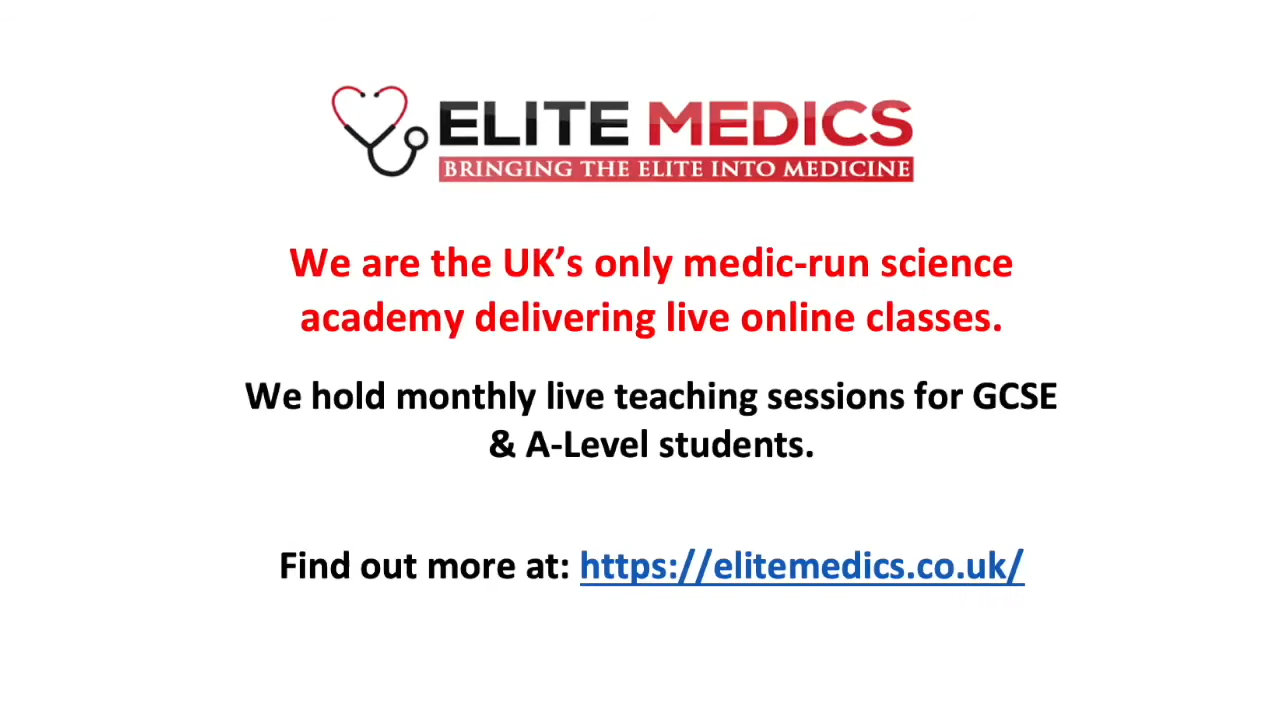 ELITE MEDICS
BRINGING THE ELITE INTO MEDICINE
We are the UK’s only medic-run science
academy delivering live online classes.
We hold monthly live teaching sessions for GCSE
& A-Level students.
Find out more at: https://elitemedics.co.uk/